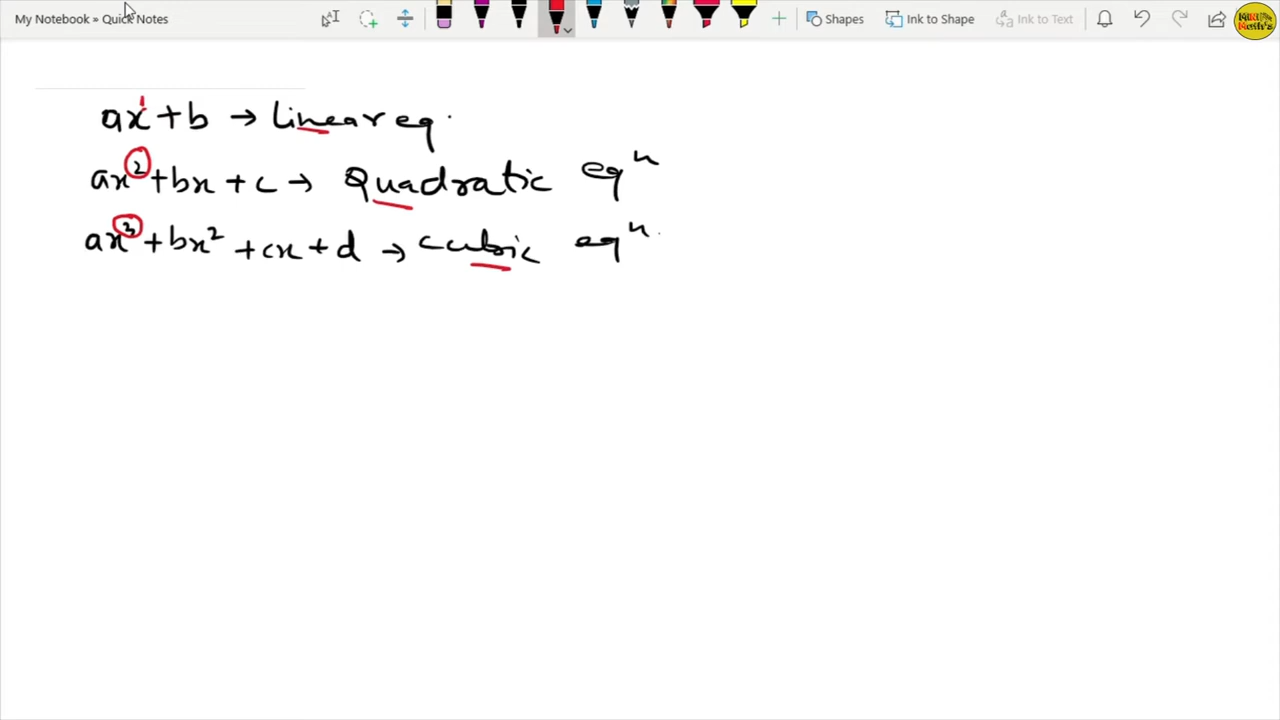 My Notebook » Quick Notes
Shapes
Ink to Shape
Ink to Text
ax¹ + b → Linear eq.
ax² + bx + c → Quadratic eqⁿ
ax³ + bx² + cx + d → cubic eqⁿ.